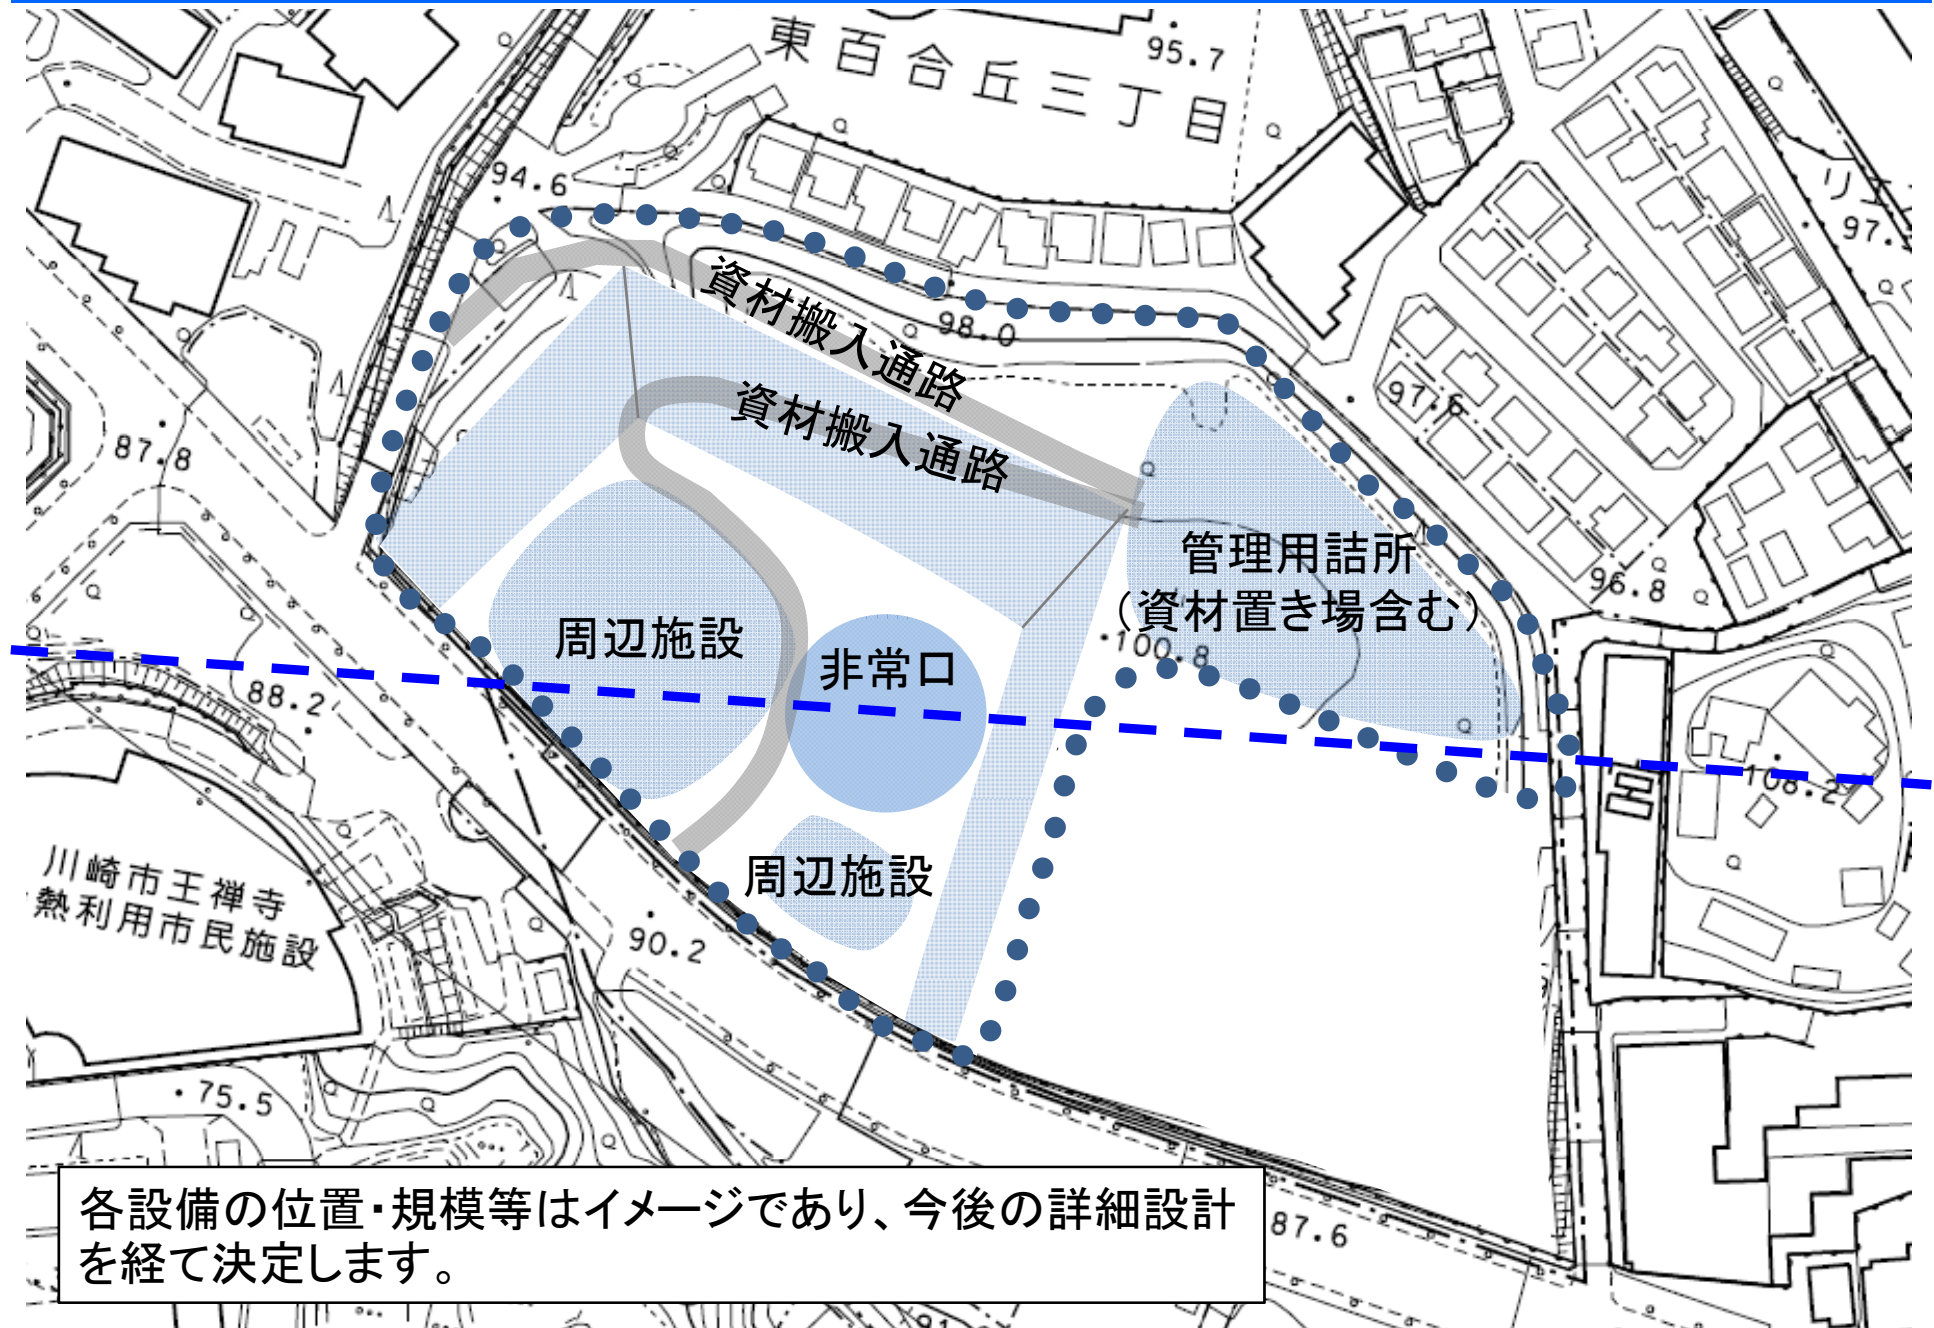 東百合丘三丁目
95.7
94.6
リ
97.
資材搬入通路
98.0
資材搬入通路
97.6
87.8
管理用詰所
(資材置き場含む)
96.8
周辺施設
・100.8
非常口
88.2
108.2
周辺施設
川崎市王禅寺
熱利用市民施設
90.2
・75.5
各設備の位置・規模等はイメージであり、今後の詳細設計
を経て決定します。
87.6